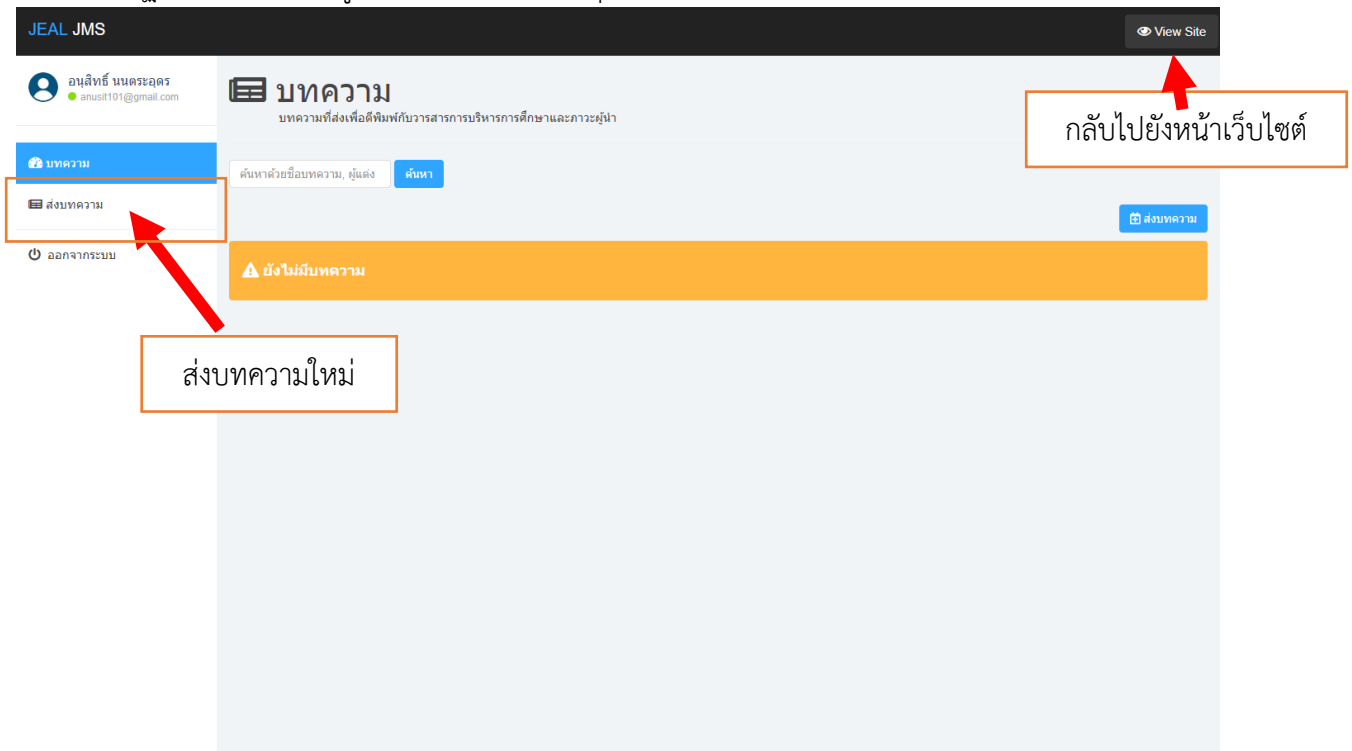 JEAL JMS
View Site
อนุสิทธิ์ นนตระอุดร
anusit101@gmail.com
บทความ
บทความที่ส่งเพื่อตีพิมพ์กับวารสารการบริหารการศึกษาและภาวะผู้นำ
กลับไปยังหน้าเว็บไซต์
บทความ
ค้นหาด้วยชื่อบทความ, ผู้แต่ง
ค้นหา
ส่งบทความ
ส่งบทความ
ออกจากระบบ
ยังไม่มีบทความ
ส่งบทความใหม่